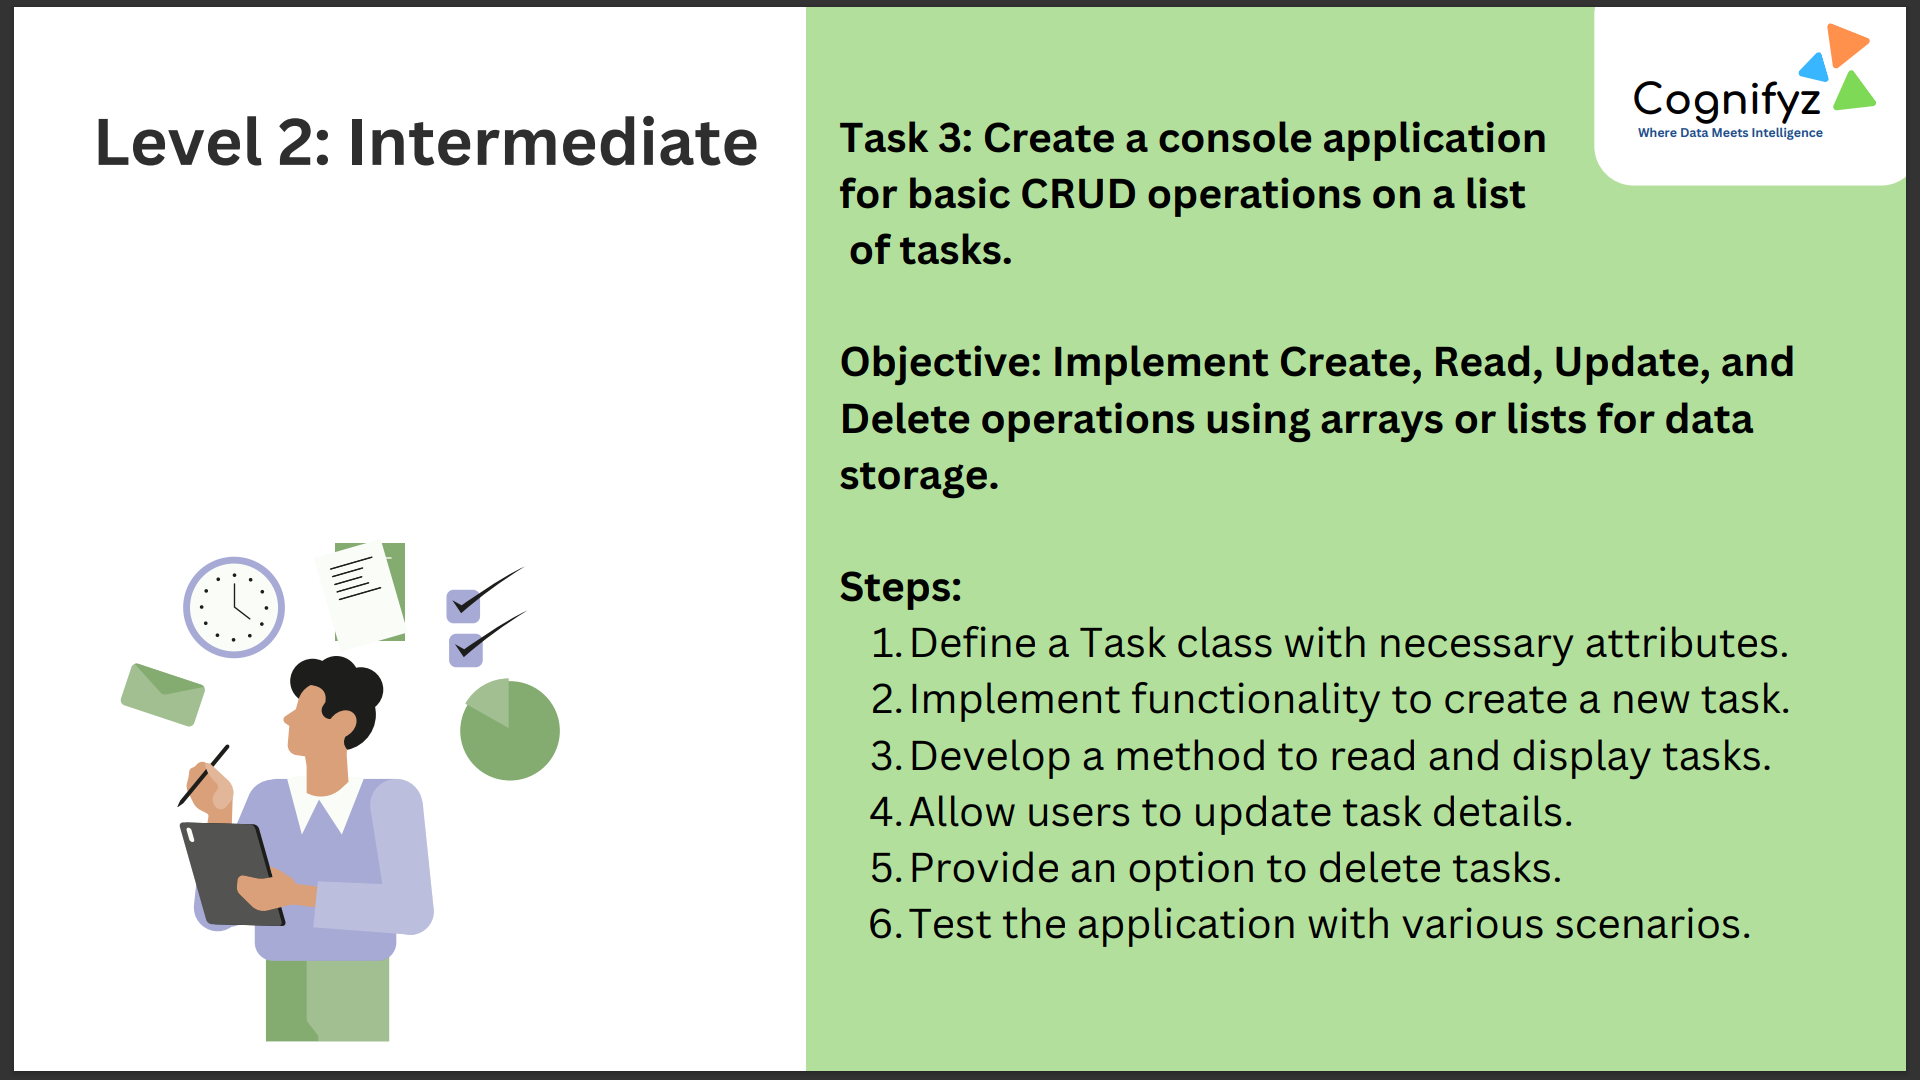 Level 2: Intermediate
Cognifyz
Where Data Meets Intelligence
Task 3: Create a console application
for basic CRUD operations on a list
of tasks.
Objective: Implement Create, Read, Update, and
Delete operations using arrays or lists for data
storage.
Steps:
1. Define a Task class with necessary attributes.
2. Implement functionality to create a new task.
3. Develop a method to read and display tasks.
4. Allow users to update task details.
5. Provide an option to delete tasks.
6. Test the application with various scenarios.